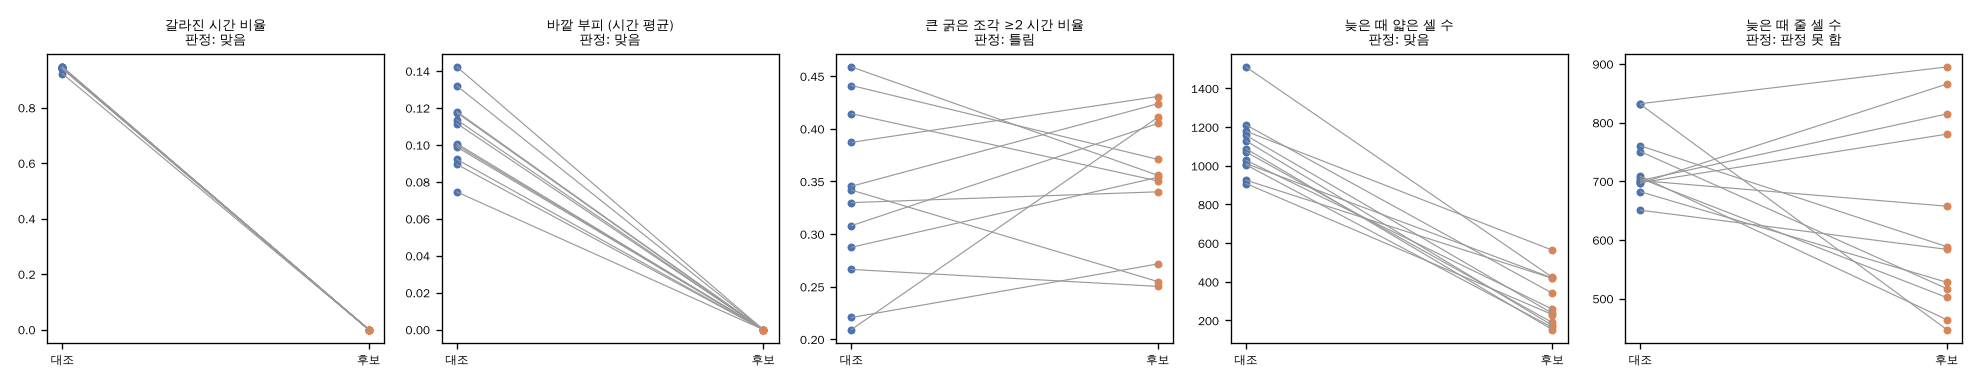 갈라진 시간 비율
판정: 맞음
0.8
0.6
0.4
0.2
0.0
대조
후보
바깥 부피 (시간 평균)
판정: 맞음
0.14
0.12
0.10
0.08
0.06
0.04
0.02
0.00
대조
후보
큰 굵은 조각 ≥2 시간 비율
판정: 틀림
0.45
0.40
0.35
0.30
0.25
0.20
대조
후보
늦은 때 얇은 셀 수
판정: 맞음
1400
1200
1000
800
600
400
200
대조
후보
늦은 때 줄 셀 수
판정: 판정 못 함
900
800
700
600
500
대조
후보